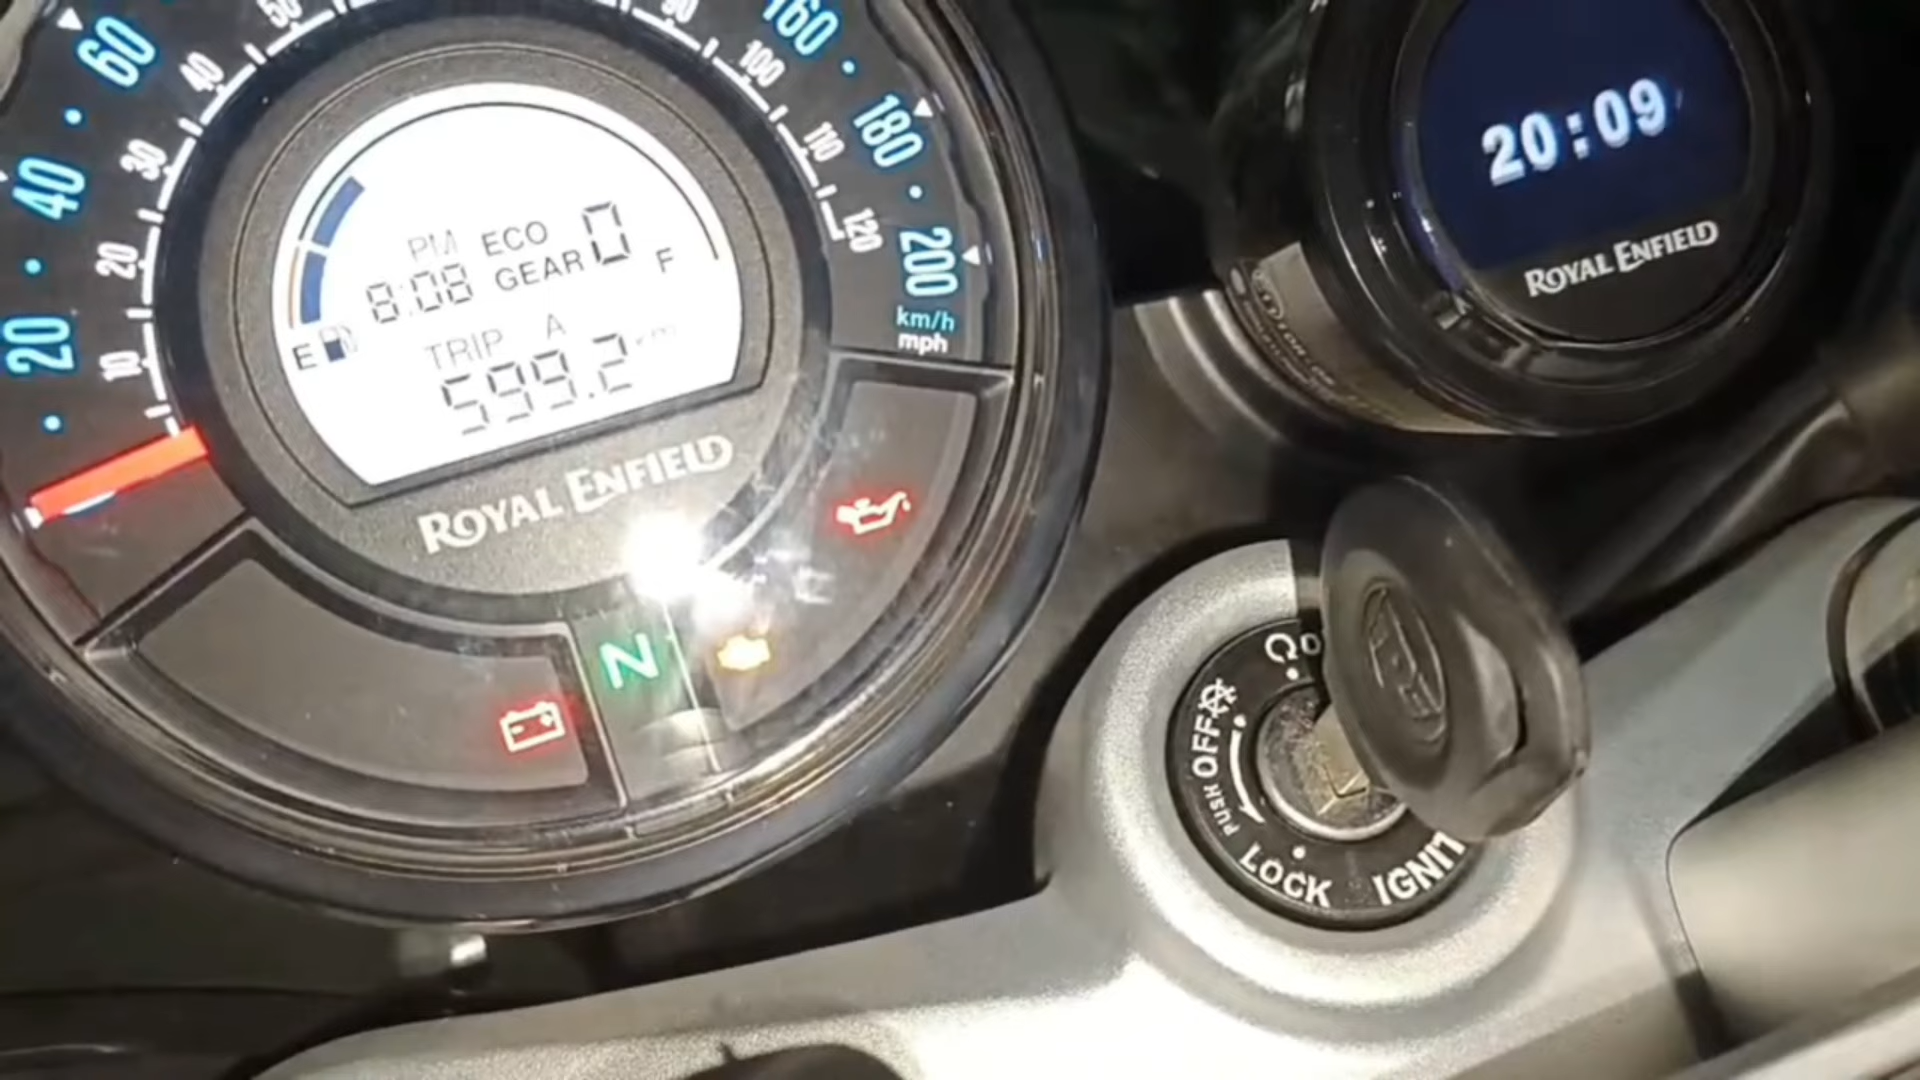 60
40
20
50
40
30
20
10
90
100
110
120
160
180
200
km/h
mph
PM ECO 0
8:08 GEAR F
E
TRIP A
599.2 km
ROYAL ENFIELD
N
20:09
ROYAL ENFIELD
OFF
PUSH
LOCK
IGNIT